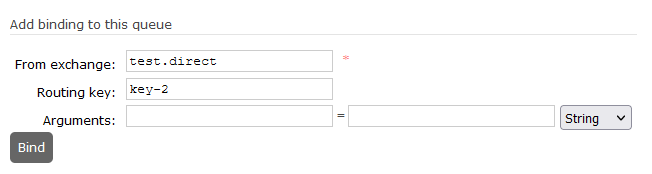 Add binding to this queue
From exchange: test.direct *
Routing key: key-2
Arguments: = String
Bind